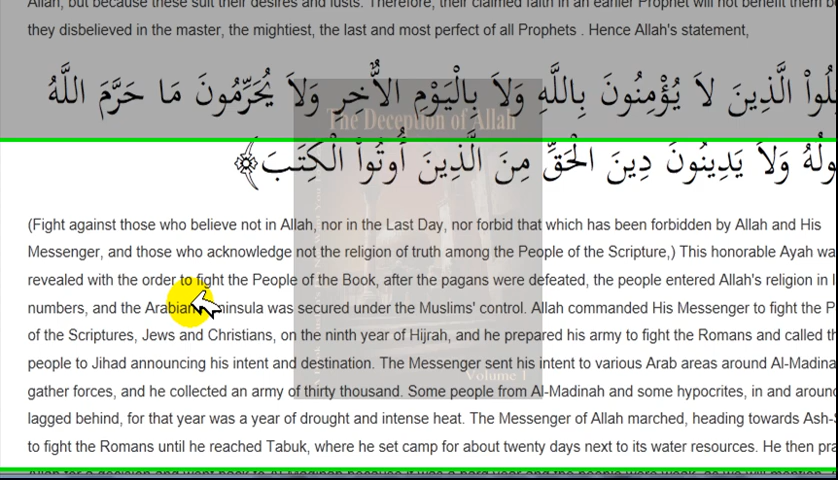 Allah, but because these suit their desires and lusts. Therefore, their claimed faith in an earlier Prophet will not benefit them
they disbelieved in the master, the mightiest, the last and most perfect of all Prophets . Hence Allah's statement,
الَّذِينَ لاَ يُؤْمِنُونَ بِاللَّهِ وَلاَ بِالْيَوْمِ الاٌّخِرِ وَلاَ يُحَرِّمُونَ مَا حَرَّمَ اللَّهُ
وَلاَ يَدِينُونَ دِينَ الْحَقِّ مِنَ الَّذِينَ أُوتُواْ الْكِتَـبَ﴾
The Deception of Allah
(Fight against those who believe not in Allah, nor in the Last Day, nor forbid that which has been forbidden by Allah and His
Messenger, and those who acknowledge not the religion of truth among the People of the Scripture,) This honorable Ayah wa
revealed with the order to fight the People of the Book, after the pagans were defeated, the people entered Allah's religion in
numbers, and the Arabian insula was secured under the Muslims' control. Allah commanded His Messenger to fight the P
of the Scriptures, Jews and Christians, on the ninth year of Hijrah, and he prepared his army to fight the Romans and called th
people to Jihad announcing his intent and destination. The Messenger sent his intent to various Arab areas around Al-Madina
gather forces, and he collected an army of thirty thousand. Some people from Al-Madinah and some hypocrites, in and aroun
Volume 1
lagged behind, for that year was a year of drought and intense heat. The Messenger of Allah marched, heading towards Ash-
to fight the Romans until he reached Tabuk, where he set camp for about twenty days next to its water resources. He then pra